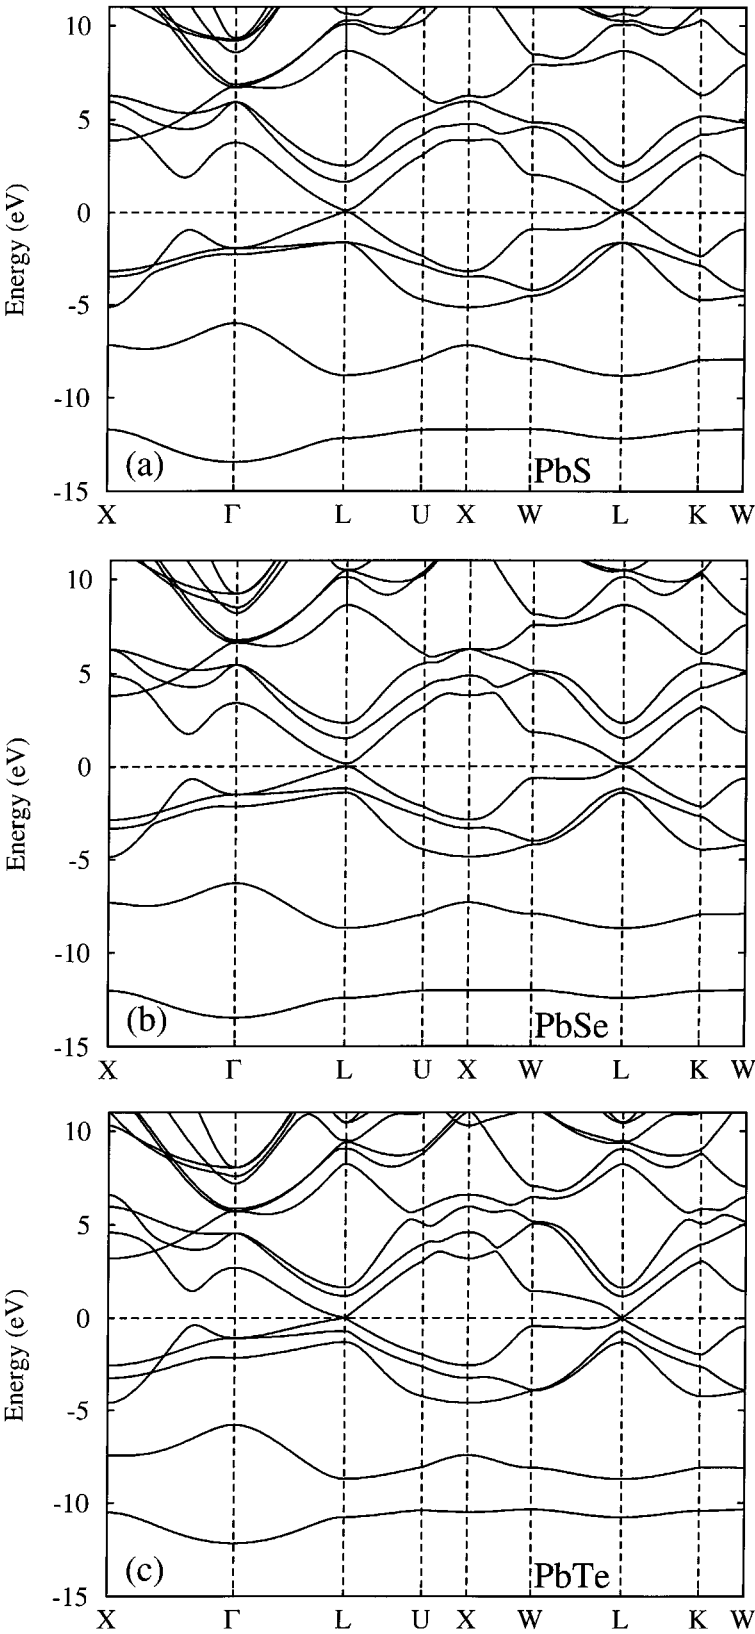 10
5
0
-5
-10
-15
Energy (eV)
(a)
PbS
X Γ L U X W L K W
10
5
0
-5
-10
-15
Energy (eV)
(b)
PbSe
X Γ L U X W L K W
10
5
0
-5
-10
-15
Energy (eV)
(c)
PbTe
X Γ L U X W L K W